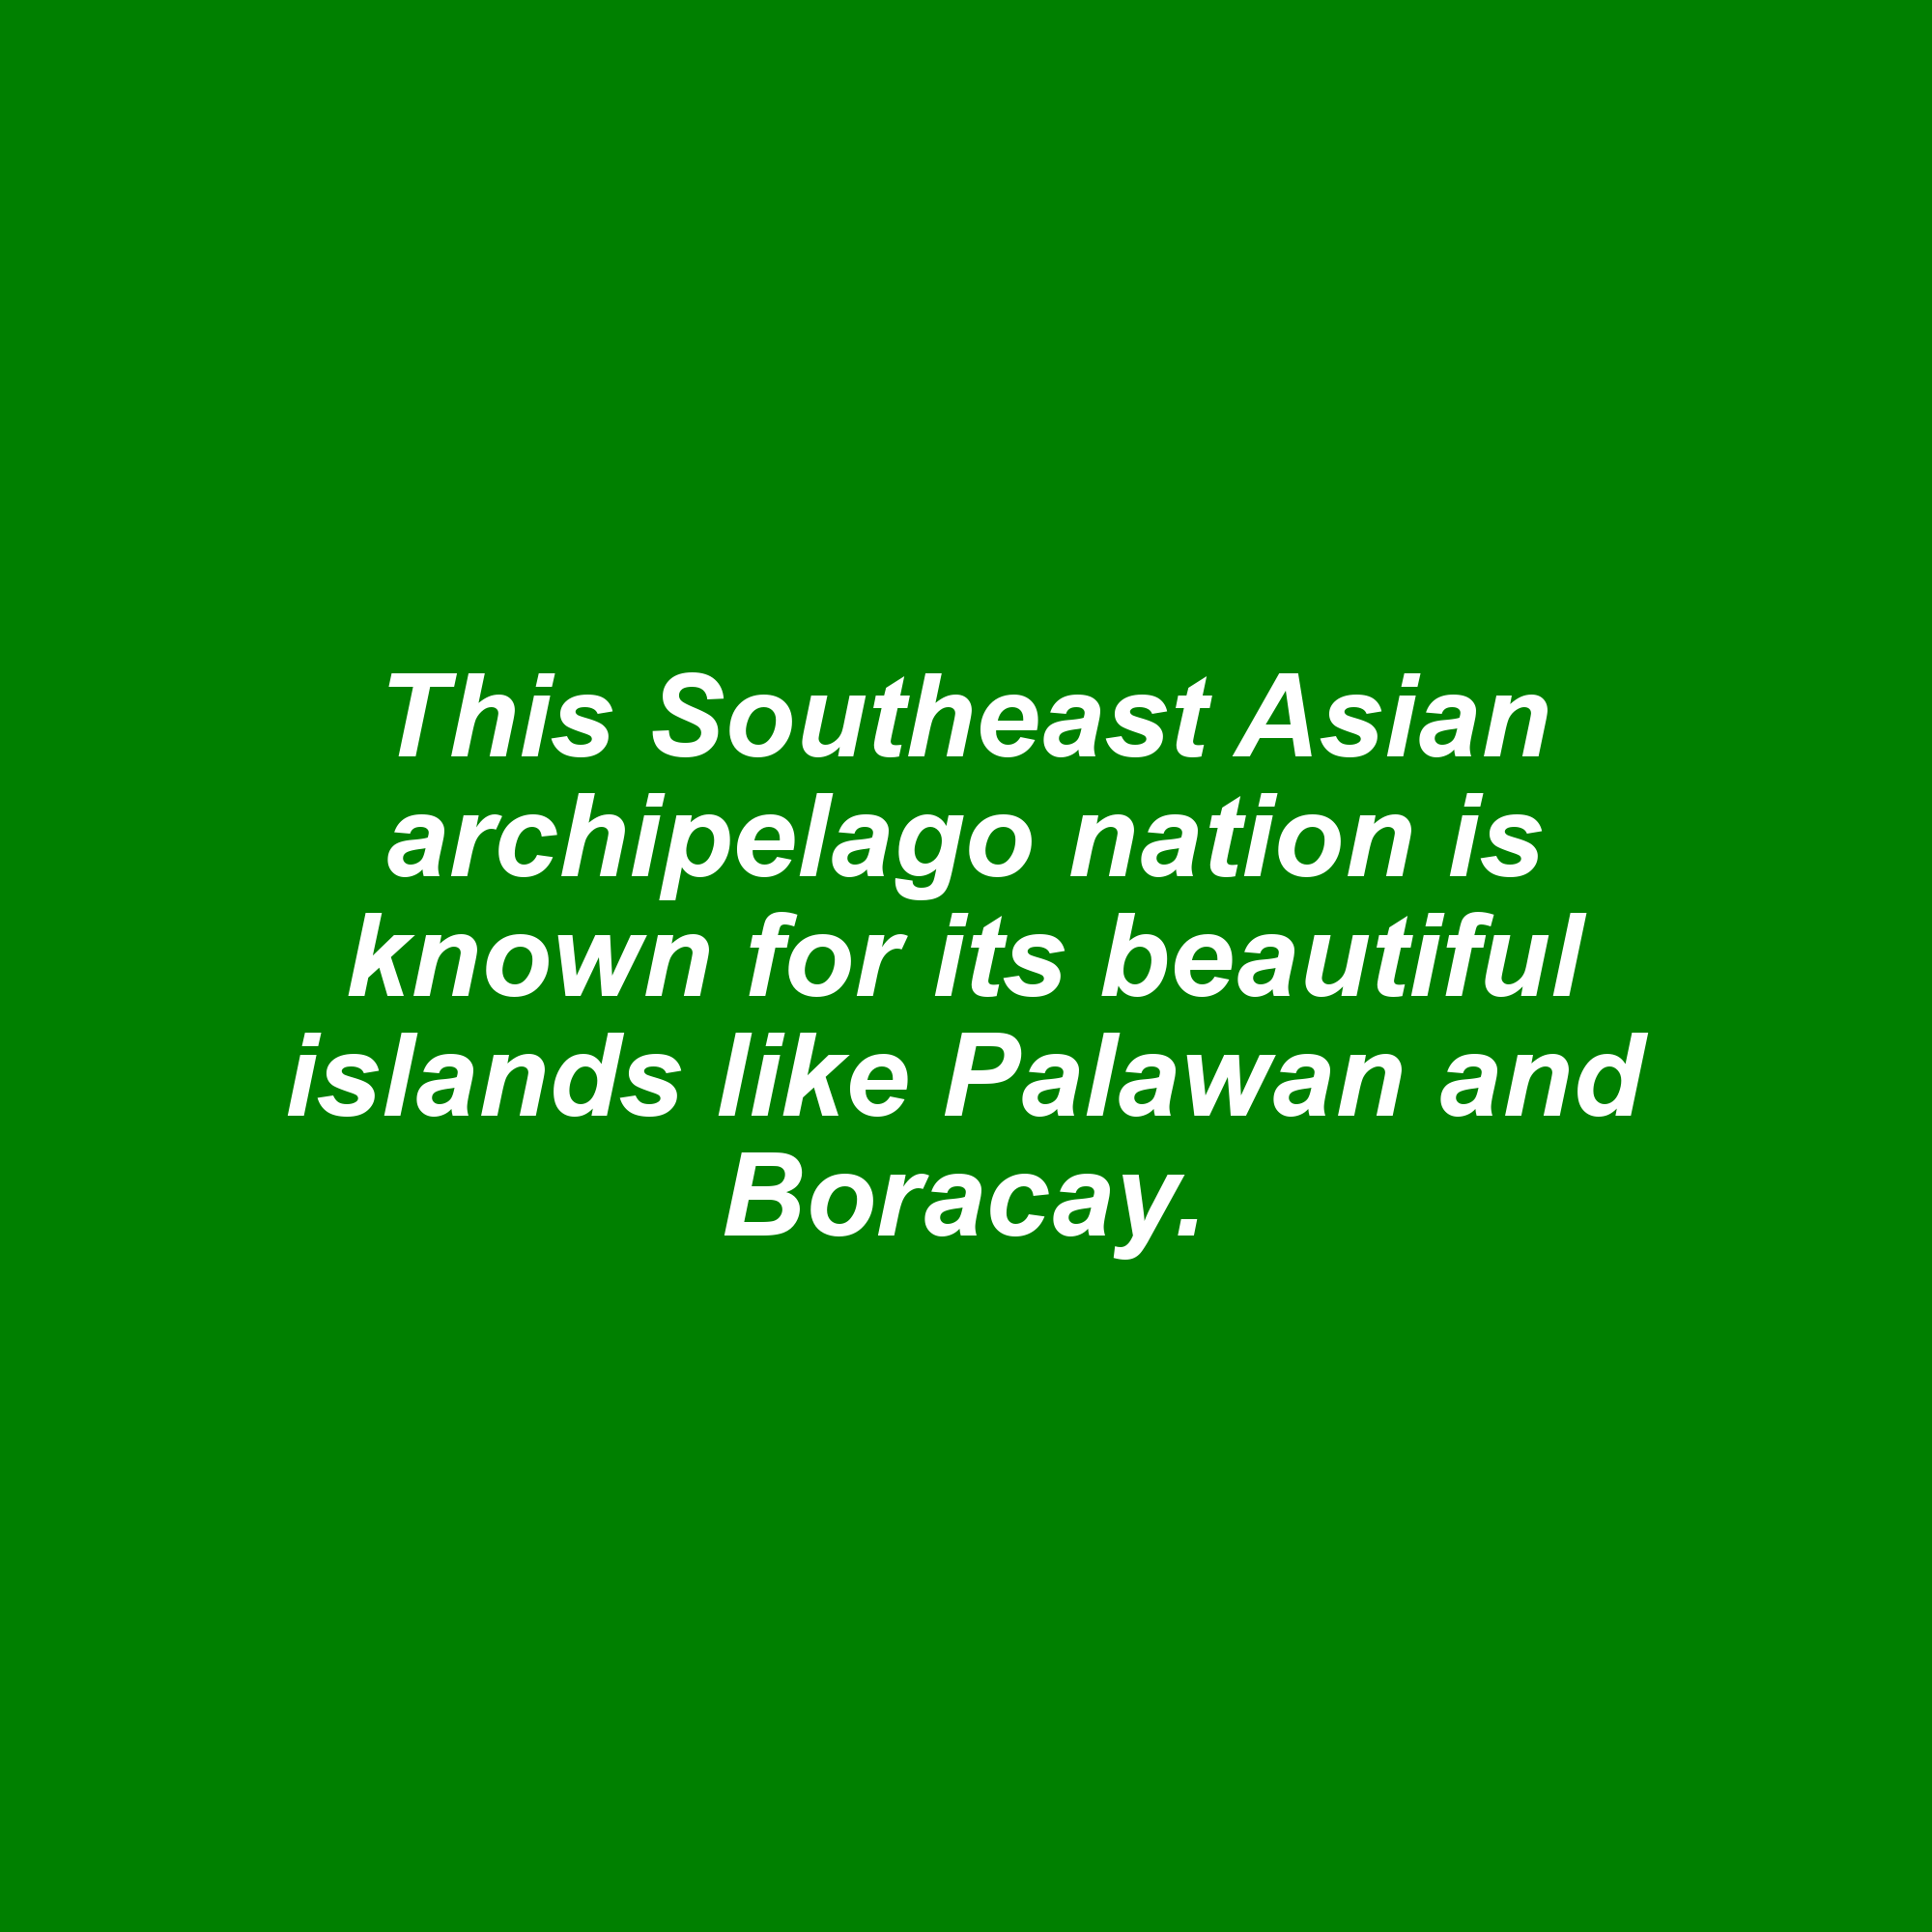 This Southeast Asian
archipelago nation is
known for its beautiful
islands like Palawan and
Boracay.